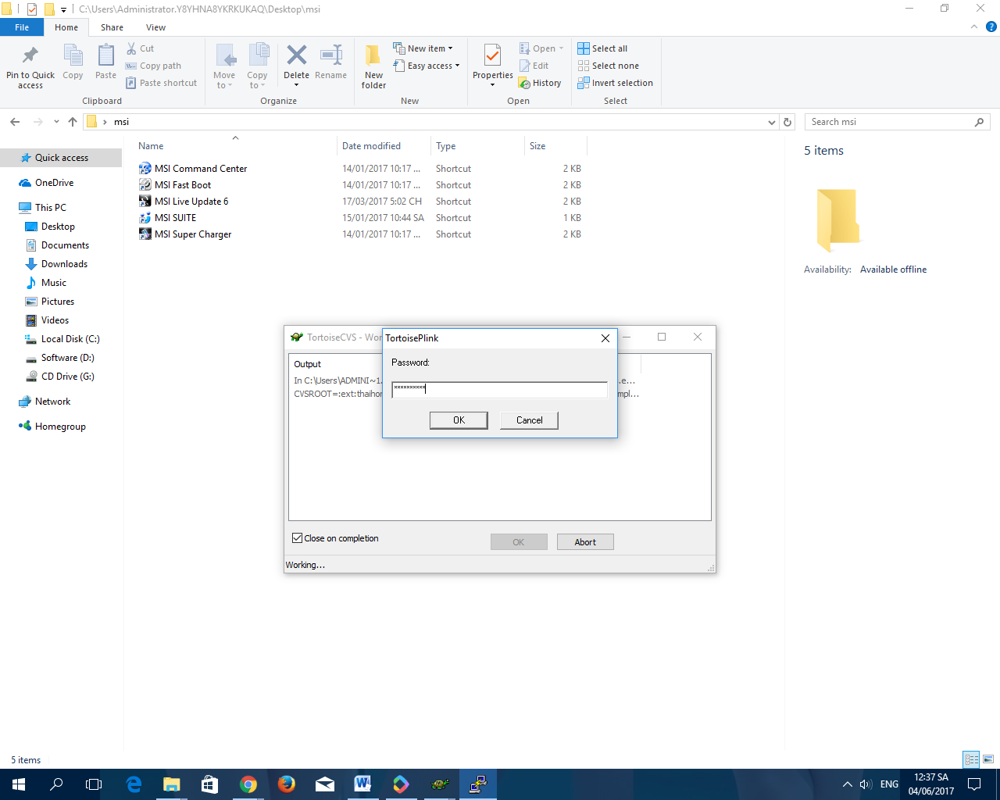 C:\Users\Administrator.Y8YHNA8YKRKUKAQ\Desktop\msi
File Home Share View
Pin to Quick access
Copy
Paste
Cut
Copy path
Paste shortcut
Clipboard
Move to
Copy to
Delete
Rename
Organize
New folder
New item
Easy access
New
Properties
Open
Edit
History
Open
Select all
Select none
Invert selection
Select
msi
Search msi
Quick access
OneDrive
This PC
Desktop
Documents
Downloads
Music
Pictures
Videos
Local Disk (C:)
Software (D:)
CD Drive (G:)
Network
Homegroup
Name Date modified Type Size
MSI Command Center 14/01/2017 10:17 ... Shortcut 2 KB
MSI Fast Boot 14/01/2017 10:17 ... Shortcut 2 KB
MSI Live Update 6 17/03/2017 5:02 CH Shortcut 2 KB
MSI SUITE 15/01/2017 10:44 SA Shortcut 1 KB
MSI Super Charger 14/01/2017 10:17 ... Shortcut 2 KB
5 items
Availability: Available offline
TortoiseCVS - Wor
Output
In C:\Users\ADMINI~1. .e...
CVSROOT=:ext:thaihor mpl...
TortoisePlink
Password:
**********
OK Cancel
Close on completion
OK Abort
Working...
5 items
ENG
12:37 SA
04/06/2017